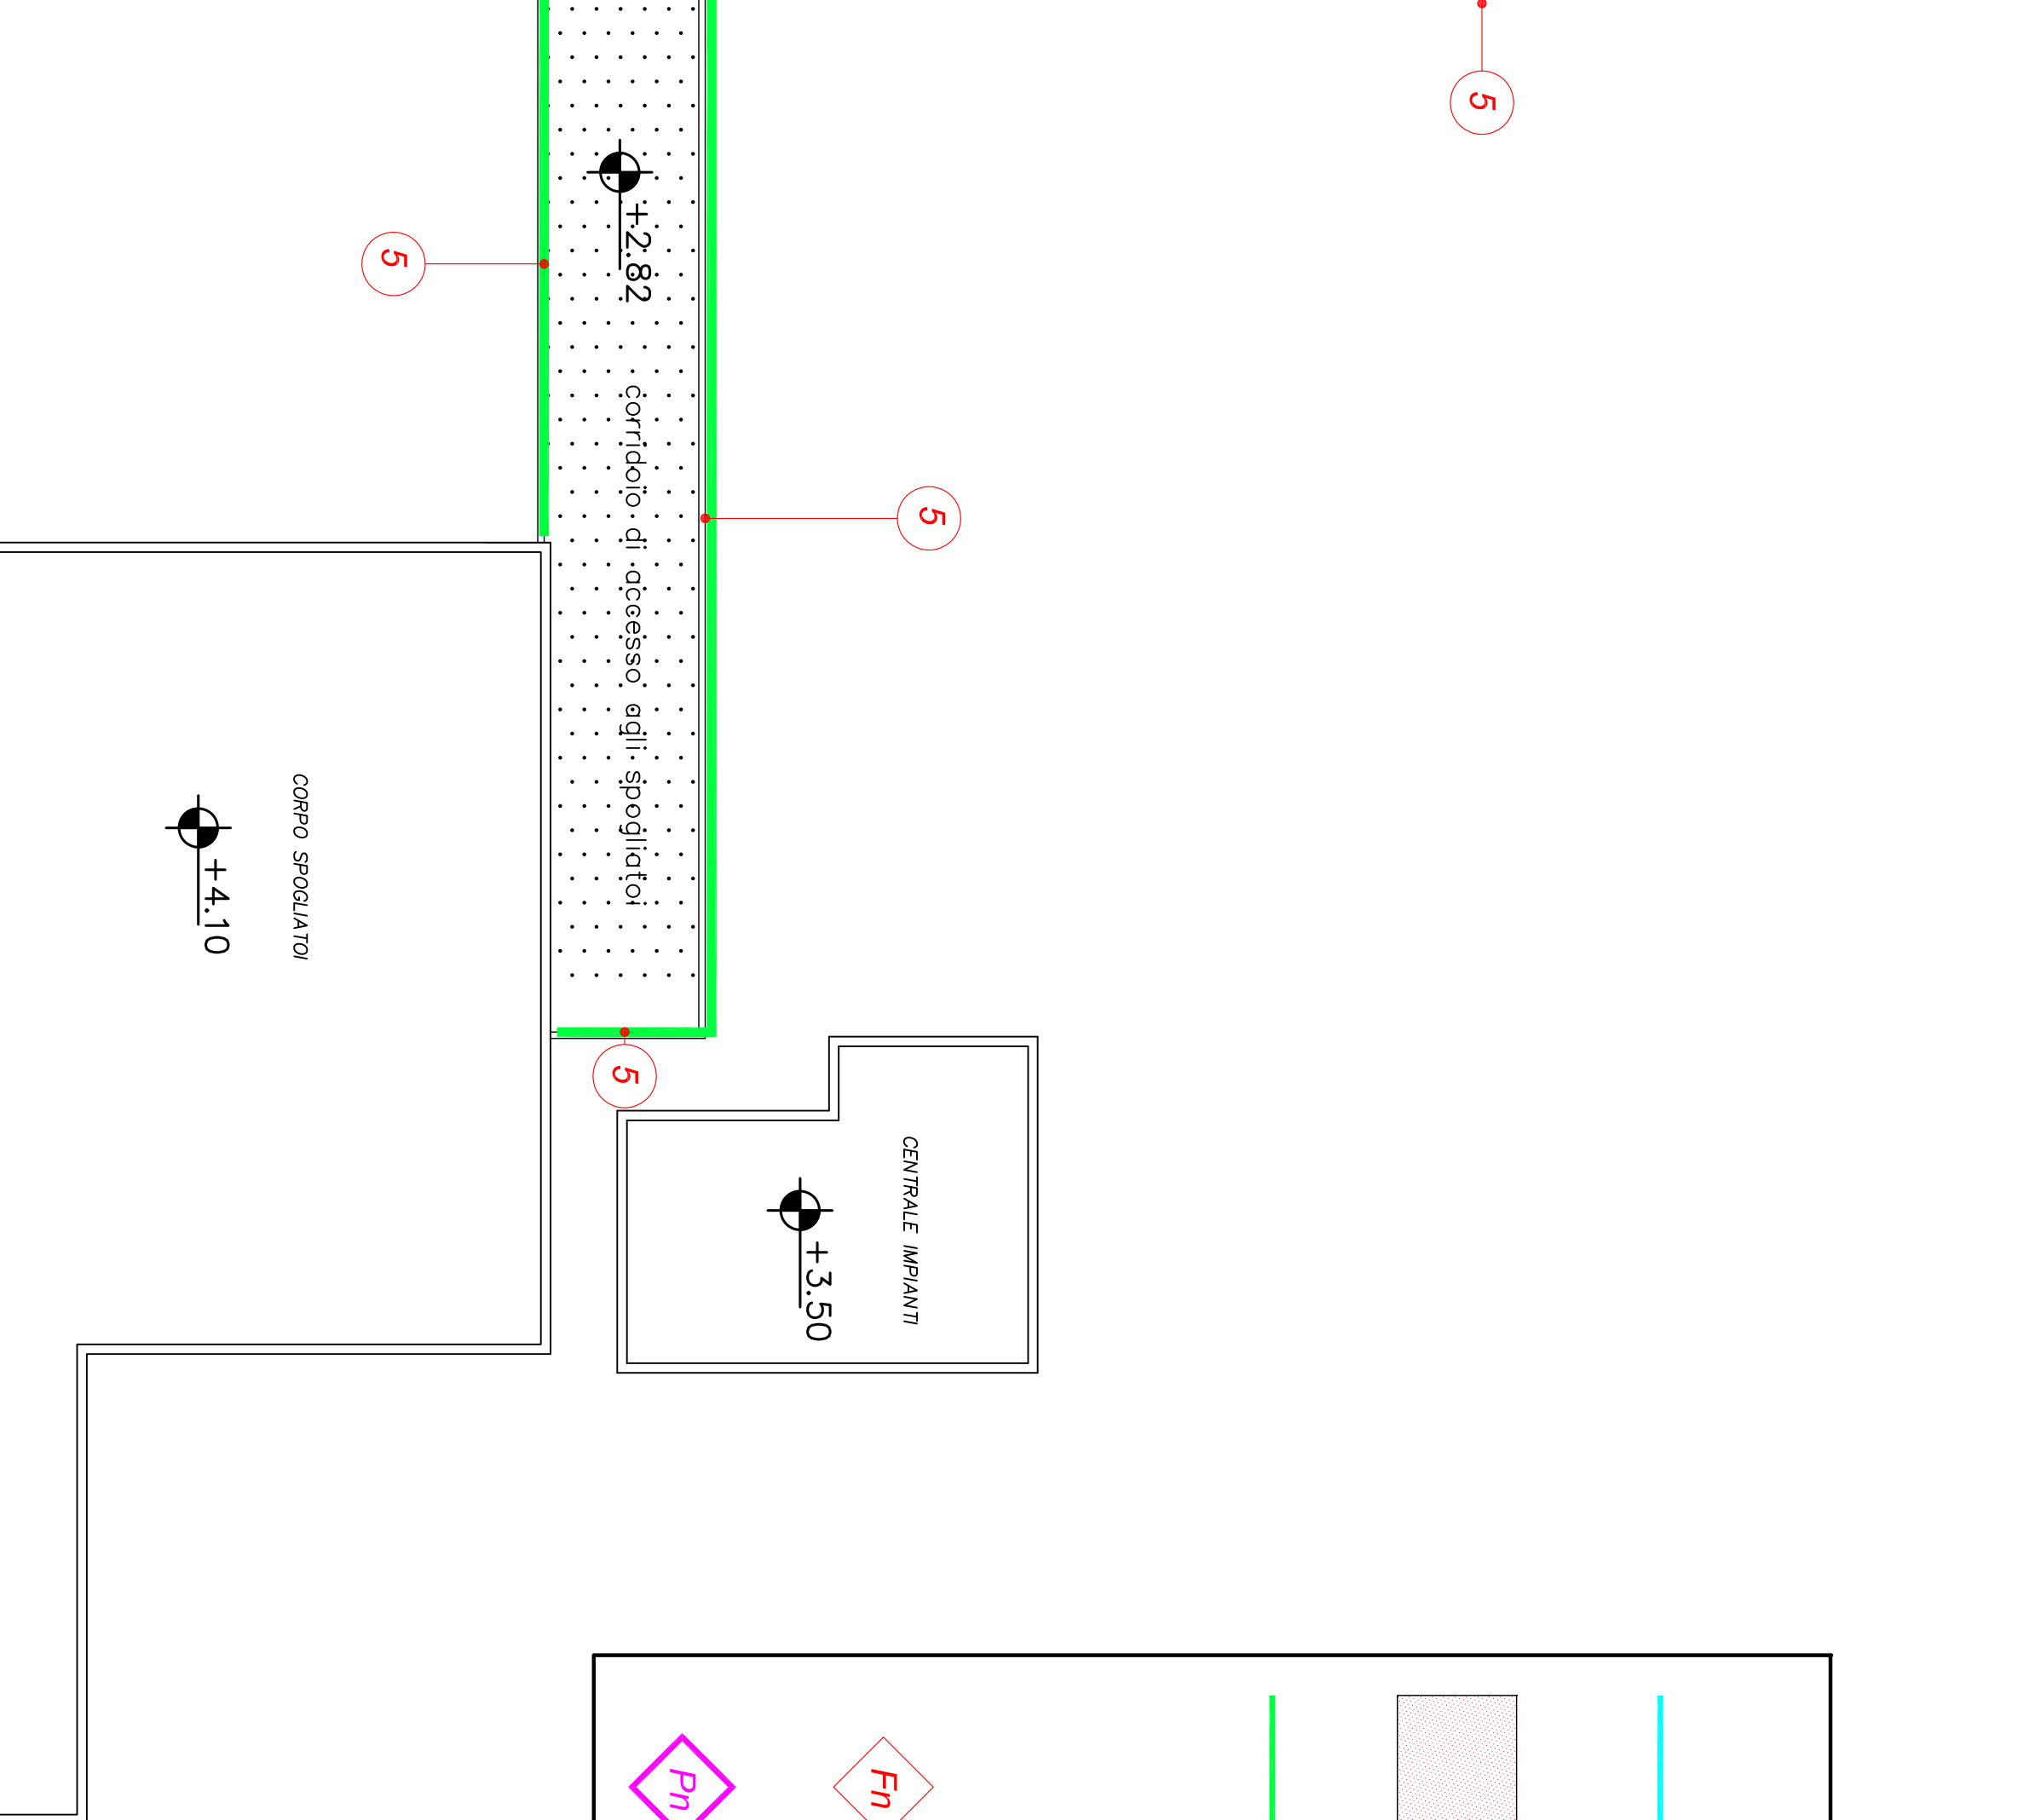 5
5
5
5
+2.82
corridoio di accesso agli spogliatoi
CORPO SPOGLIATOI
+4.10
CENTRALE IMPIANTI
+3.50
Fn
Pn